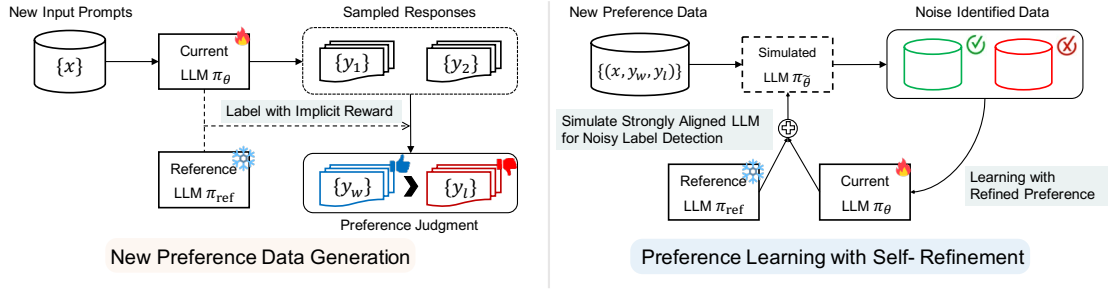 New Input Prompts
Sampled Responses
{x}
Current
LLM π_θ
{y_1}
{y_2}
Label with Implicit Reward
Reference
LLM π_ref
{y_w}
{y_l}
Preference Judgment
New Preference Data Generation
New Preference Data
Noise Identified Data
{(x, y_w, y_l)}
Simulated
LLM π_θ̃
Simulate Strongly Aligned LLM
for Noisy Label Detection
Reference
LLM π_ref
Current
LLM π_θ
Learning with
Refined Preference
Preference Learning with Self- Refinement